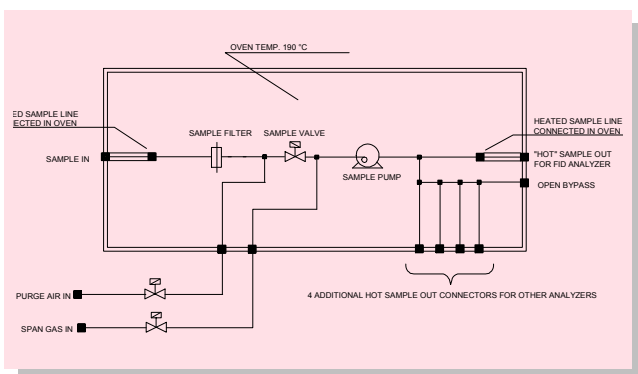 OVEN TEMP. 190 °C
ED SAMPLE LINE
ECTED IN OVEN
SAMPLE FILTER
SAMPLE VALVE
HEATED SAMPLE LINE
CONNECTED IN OVEN
SAMPLE IN
"HOT" SAMPLE OUT
FOR FID ANALYZER
SAMPLE PUMP
OPEN BYPASS
PURGE AIR IN
4 ADDITIONAL HOT SAMPLE OUT CONNECTORS FOR OTHER ANALYZERS
SPAN GAS IN